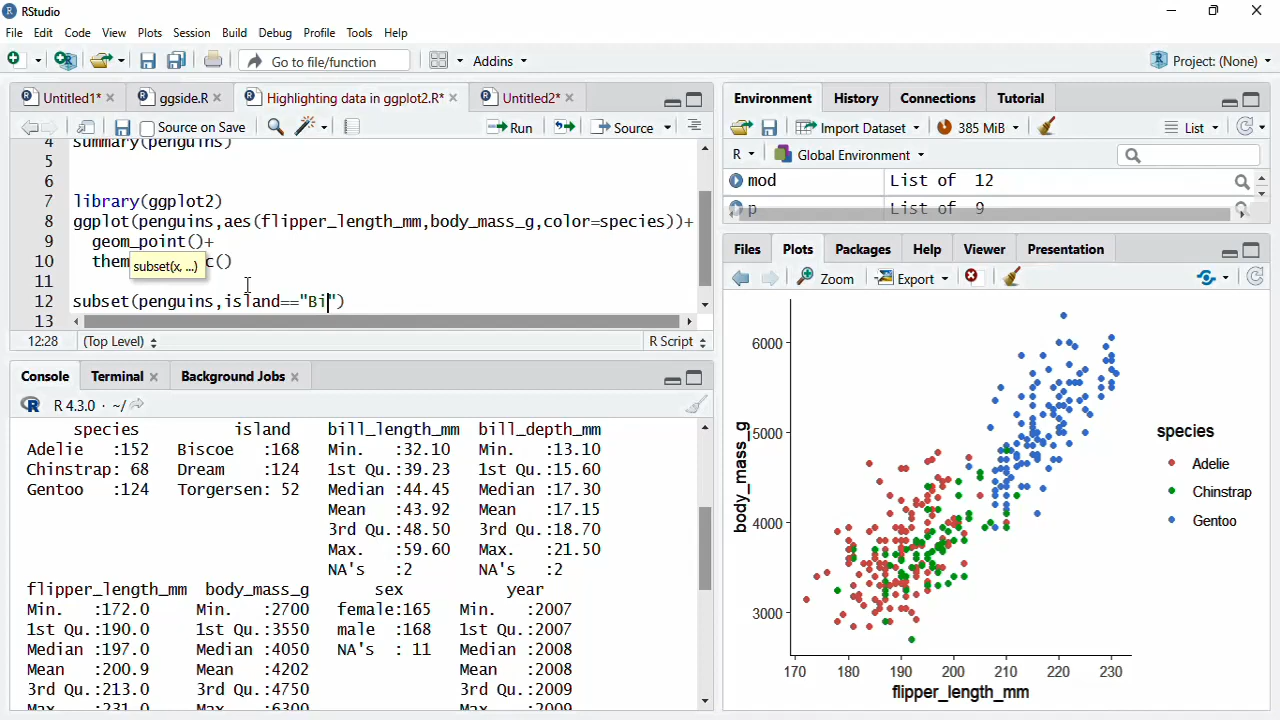 RStudio
File Edit Code View Plots Session Build Debug Profile Tools Help
Go to file/function Addins Project: (None)
Untitled1* ggside.R Highlighting data in ggplot2.R* Untitled2*
Source on Save Run Source
4 summary(penguins)
5
6
7 library(ggplot2)
8 ggplot(penguins,aes(flipper_length_mm,body_mass_g,color=species))+
9 geom_point()+
10 them c()
subset(x, ...)
11
12 subset(penguins,island=="Bi")
13
12:28 (Top Level) R Script
Console Terminal Background Jobs
R 4.3.0 · ~/
species island bill_length_mm bill_depth_mm
Adelie :152 Biscoe :168 Min. :32.10 Min. :13.10
Chinstrap: 68 Dream :124 1st Qu.:39.23 1st Qu.:15.60
Gentoo :124 Torgersen: 52 Median :44.45 Median :17.30
Mean :43.92 Mean :17.15
3rd Qu.:48.50 3rd Qu.:18.70
Max. :59.60 Max. :21.50
NA's :2 NA's :2
flipper_length_mm body_mass_g sex year
Min. :172.0 Min. :2700 female:165 Min. :2007
1st Qu.:190.0 1st Qu.:3550 male :168 1st Qu.:2007
Median :197.0 Median :4050 NA's : 11 Median :2008
Mean :200.9 Mean :4202 Mean :2008
3rd Qu.:213.0 3rd Qu.:4750 3rd Qu.:2009
Max. :231.0 Max. :6300 Max. :2009
Environment History Connections Tutorial
Import Dataset 385 MiB List
R Global Environment
mod List of 12
p List of 9
Files Plots Packages Help Viewer Presentation
Zoom Export
6000
5000
4000
3000
body_mass_g
170 180 190 200 210 220 230
flipper_length_mm
species
Adelie
Chinstrap
Gentoo